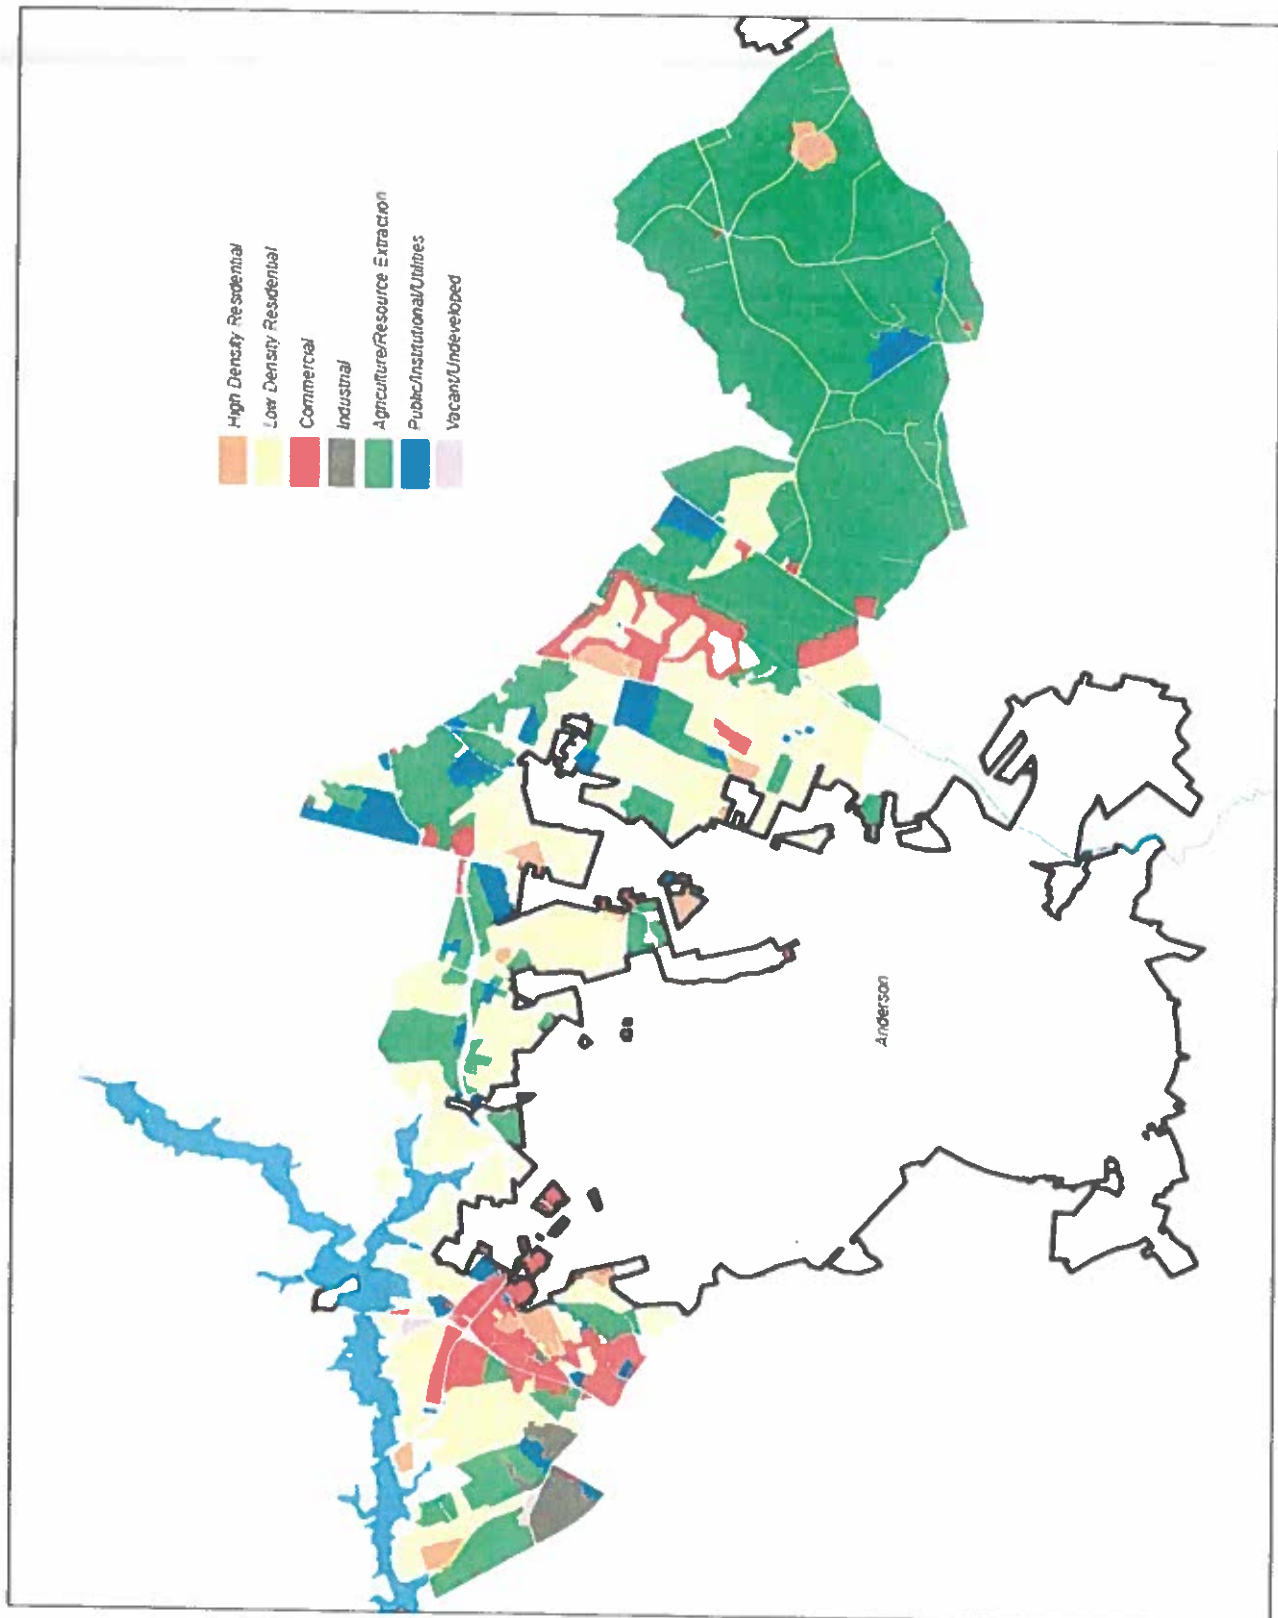 High Density Residential
Low Density Residential
Commercial
Industrial
Agriculture/Resource Extraction
Public/Institutional/Utilities
Vacant/Undeveloped
Anderson